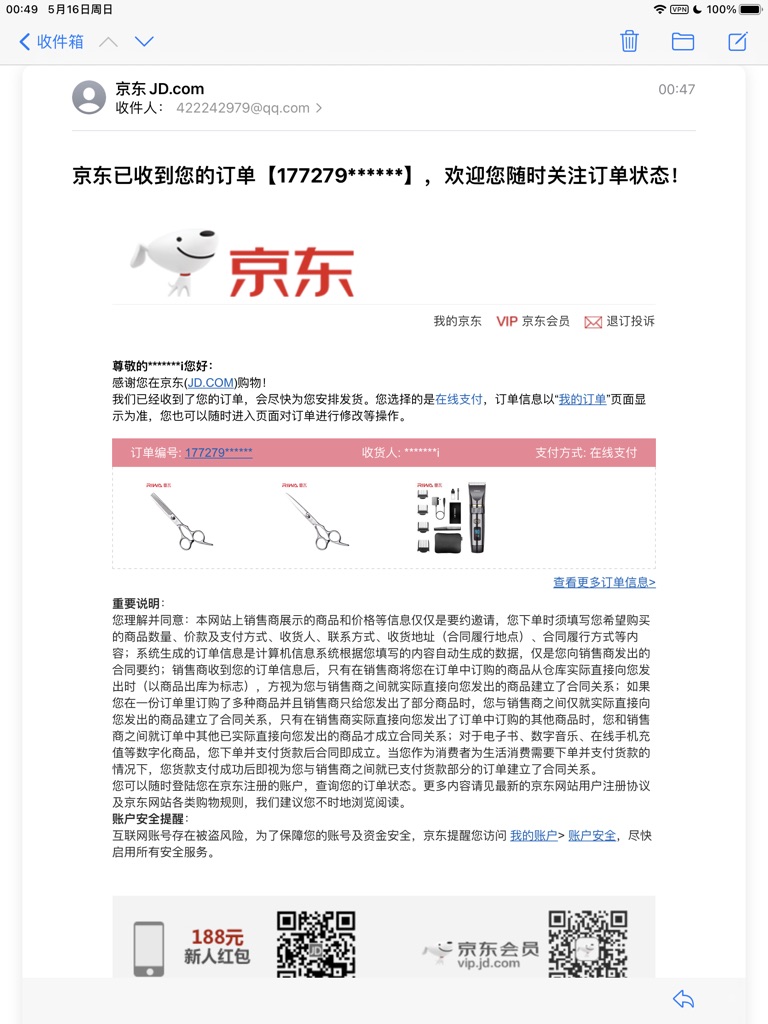 00:49 5月16日周日
VPN 100%
收件箱
京东 JD.com
00:47
收件人： 422242979@qq.com
京东已收到您的订单【177279******】，欢迎您随时关注订单状态！
京东
我的京东 VIP 京东会员 退订投诉
尊敬的*******i您好：
感谢您在京东(JD.COM)购物！
我们已经收到了您的订单，会尽快为您安排发货。您选择的是在线支付，订单信息以“我的订单”页面显
示为准，您也可以随时进入页面对订单进行修改等操作。
订单编号: 177279****** 收货人: *******i 支付方式: 在线支付
查看更多订单信息>
重要说明：
您理解并同意：本网站上销售商展示的商品和价格等信息仅仅是要约邀请，您下单时须填写您希望购买
的商品数量、价款及支付方式、收货人、联系方式、收货地址（合同履行地点）、合同履行方式等内
容；系统生成的订单信息是计算机信息系统根据您填写的内容自动生成的数据，仅是您向销售商发出的
合同要约；销售商收到您的订单信息后，只有在销售商将您在订单中订购的商品从仓库实际直接向您发
出时（以商品出库为标志），方视为您与销售商之间就实际直接向您发出的商品建立了合同关系；如果
您在一份订单里订购了多种商品并且销售商只给您发出了部分商品时，您与销售商之间仅就实际直接向
您发出的商品建立了合同关系，只有在销售商实际直接向您发出了订单中订购的其他商品时，您和销售
商之间就订单中其他已实际直接向您发出的商品才成立合同关系；对于电子书、数字音乐、在线手机充
值等数字化商品，您下单并支付货款后合同即成立。当您作为消费者为生活消费需要下单并支付货款的
情况下，您货款支付成功后即视为您与销售商之间就已支付货款部分的订单建立了合同关系。
您可以随时登陆您在京东注册的账户，查询您的订单状态。更多内容请见最新的京东网站用户注册协议
及京东网站各类购物规则，我们建议您不时地浏览阅读。
账户安全提醒：
互联网账号存在被盗风险，为了保障您的账号及资金安全，京东提醒您访问 我的账户> 账户安全，尽快
启用所有安全服务。
188元
新人红包
JD
京东会员
vip.jd.com